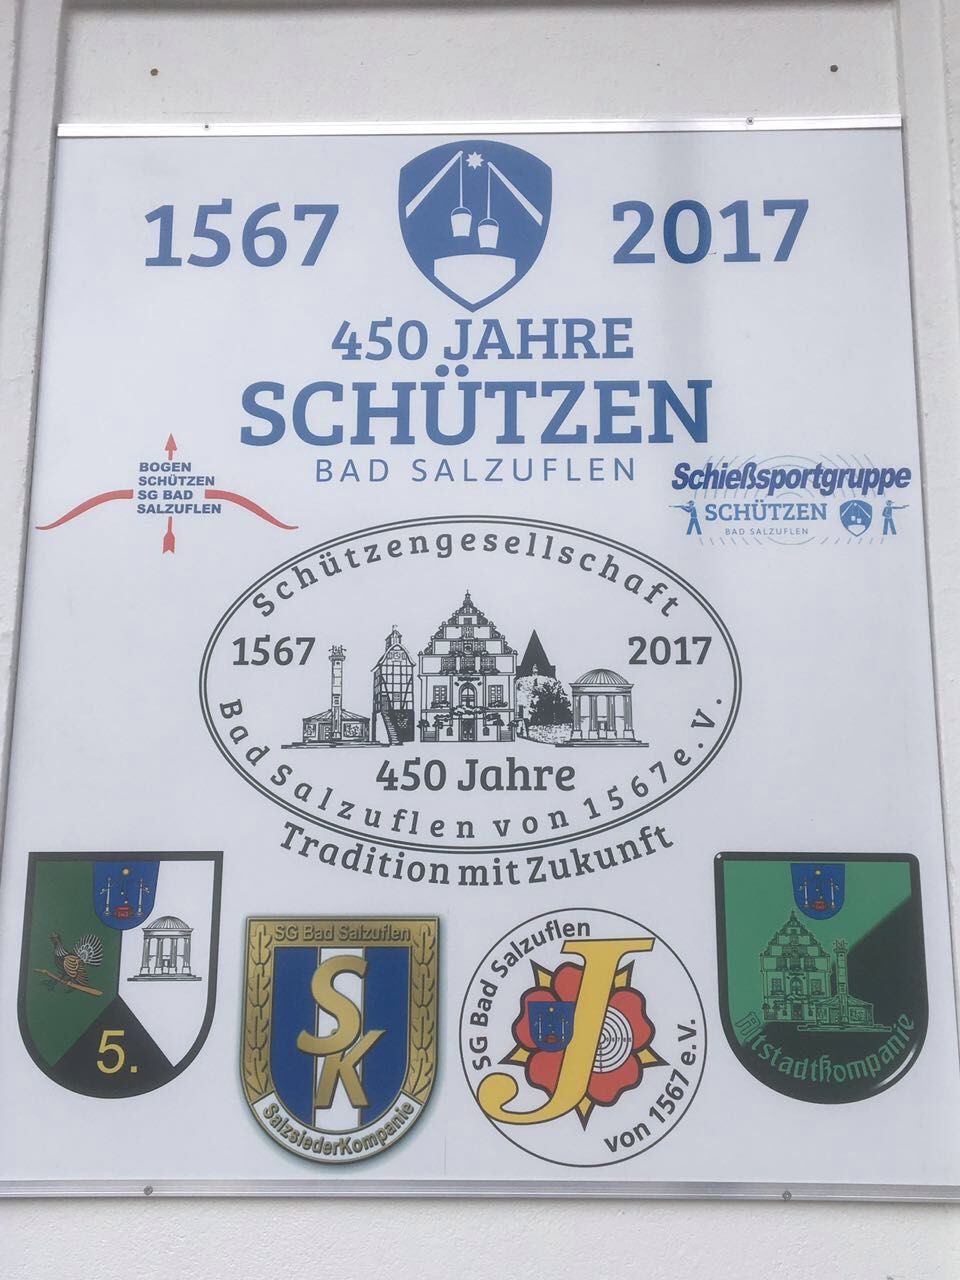 1567 2017
450 JAHRE
SCHÜTZEN
BAD SALZUFLEN
BOGEN
SCHÜTZEN
SG BAD
SALZUFLEN
Schießsportgruppe
SCHÜTZEN
BAD SALZUFLEN
Schützengesellschaft
1567 2017
450 Jahre
Bad Salzuflen von 1567 e.V.
Tradition mit Zukunft
5.
SG Bad Salzuflen
SK
SalzsiederKompanie
SG Bad Salzuflen
J
von 1567 e.V.
Altstadtkompanie